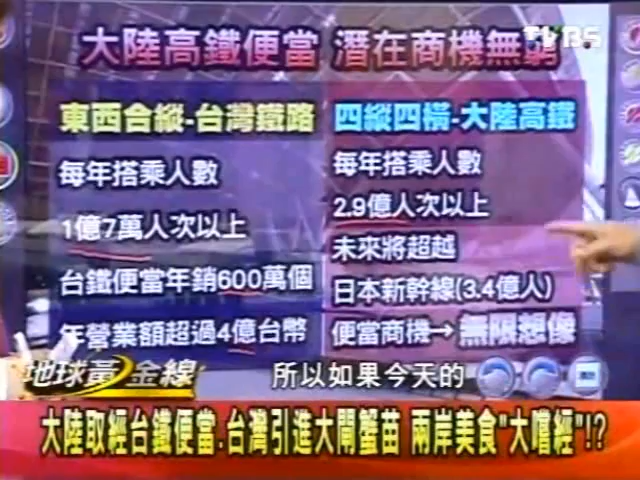 TVBS
大陸高鐵便當 潛在商機無窮
東西合縱-台灣鐵路
每年搭乘人數
1億7萬人次以上
台鐵便當年銷600萬個
年營業額超過4億台幣
四縱四橫-大陸高鐵
每年搭乘人數
2.9億人次以上
未來將超越
日本新幹線(3.4億人)
便當商機→無限想像
地球黃金線
所以如果今天的
大陸取經台鐵便當.台灣引進大閘蟹苗 兩岸美食"大嚐經"!?